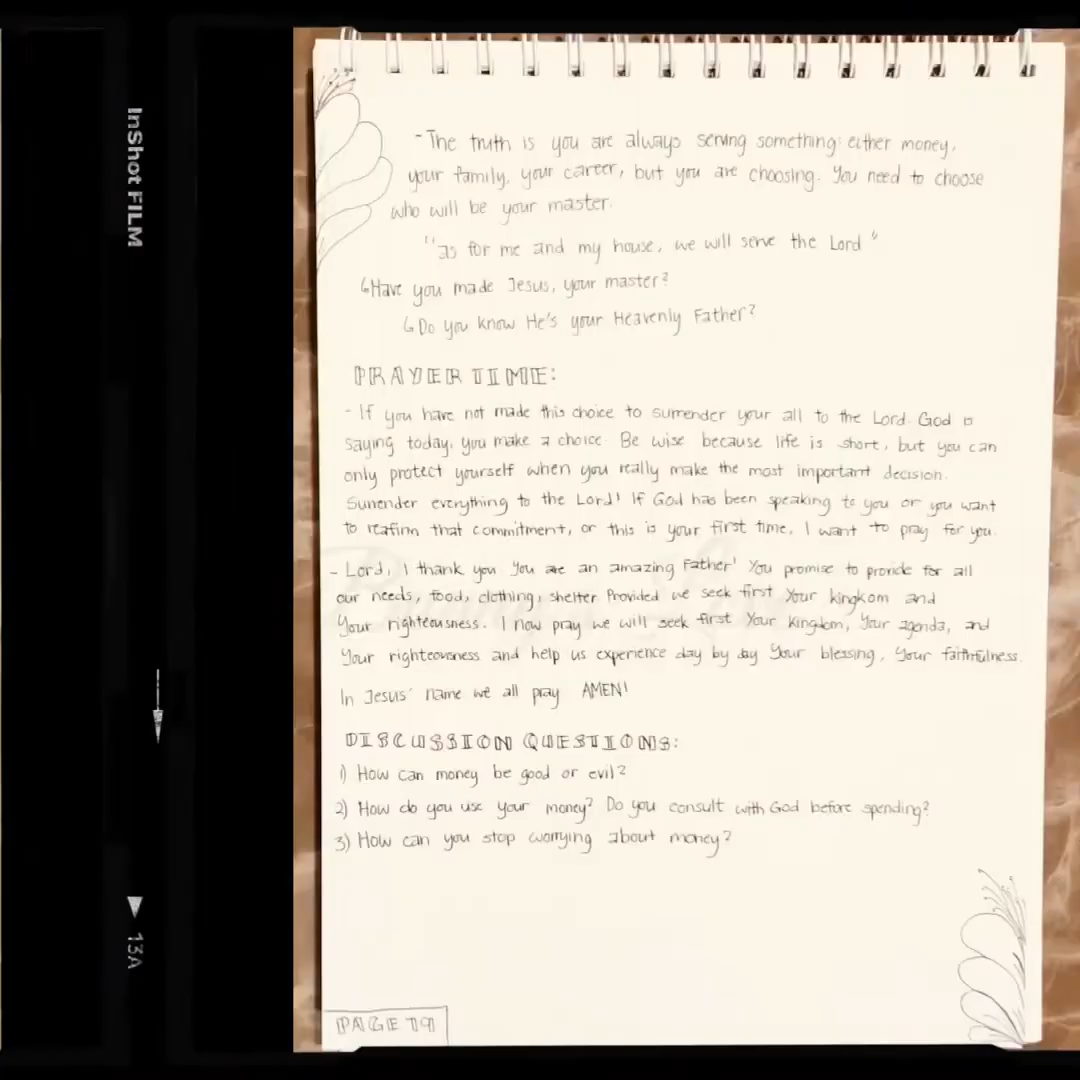 InShot FILM
13A
- The truth is you are always serving something: either money,
your family, your career, but you are choosing. You need to choose
who will be your master.
"as for me and my house, we will serve the Lord"
Have you made Jesus, your master?
Do you know He's your Heavenly Father?
PRAYER TIME:
- If you have not made this choice to surrender your all to the Lord. God is
saying today, you make a choice. Be wise because life is short, but you can
only protect yourself when you really make the most important decision.
Surrender everything to the Lord! If God has been speaking to you or you want
to reafirm that commitment, or this is your first time, I want to pray for you.
- Lord, I thank you You are an amazing Father! You promise to provide for all
our needs, food, clothing, shelter Provided we seek first Your kingkom and
Your righteousness. I now pray we will seek first Your kingdom, Your agenda, and
Your righteousness and help us experience day by day Your blessing, Your faithfulness.
In Jesus' name we all pray AMEN!
DISCUSSION QUESTIONS:
1) How can money be good or evil?
2) How do you use your money? Do you consult with God before spending?
3) How can you stop worrying about money?
PAGE 79